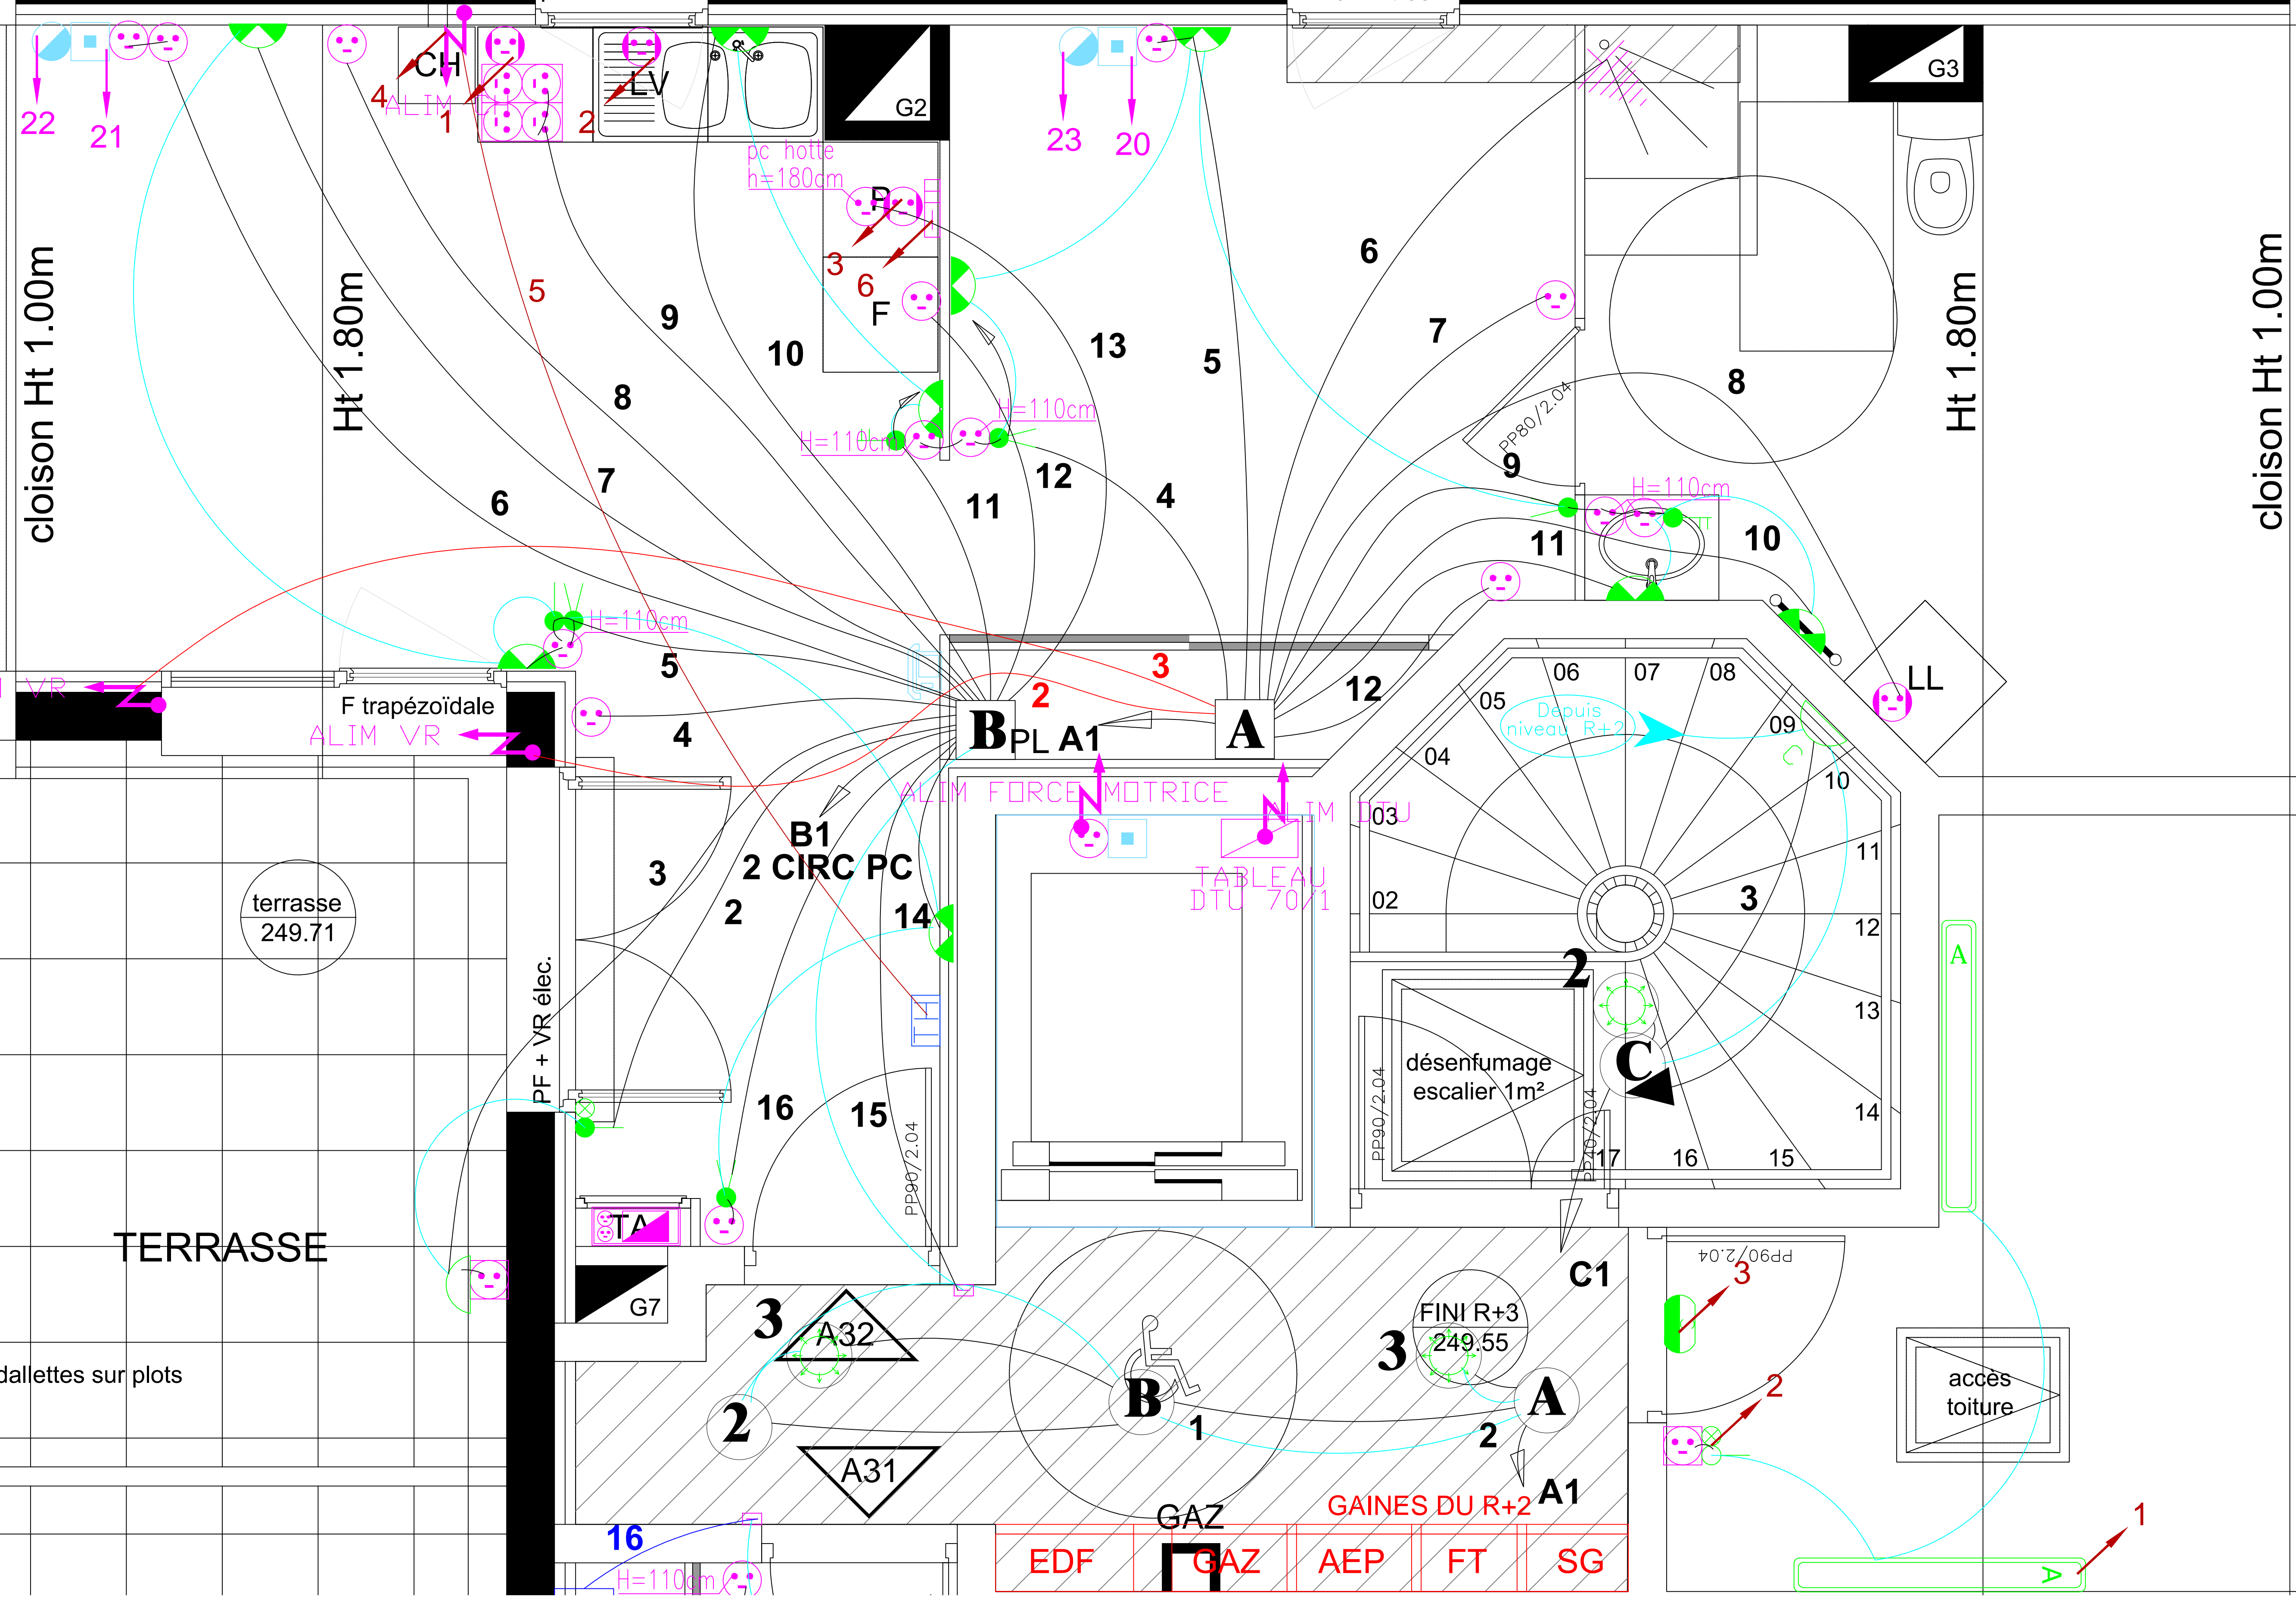 22
21
4
CH
ALIM
1
2
LV
G2
G3
23
20
pc hotte
h=180cm
P
3
6
F
cloison Ht 1.00m
Ht 1.80m
5
9
10
13
5
6
7
8
Ht 1.80m
cloison Ht 1.00m
8
7
6
H=110cm
H=110cm
11
12
4
PP80/2.04
9
H=110cm
11
10
H=110cm
5
4
3
2
12
VR
F trapézoïdale
ALIM VR
B
PL
A1
A
LL
Depuis
niveau R+2
02
03
04
05
06
07
08
09
10
11
12
13
14
15
16
17
ALIM FORCE MOTRICE
ALIM DTU
TABLEAU
DTU 70/1
B1
2 CIRC PC
3
2
14
terrasse
249.71
PF + VR élec.
TH
16
15
PP90/2.04
3
2
C
désenfumage
escalier 1m²
PP90/2.04
PP40/2.04
A
TERRASSE
TA
G7
C1
PP90/2.04
3
3
A32
FINI R+3
249.55
3
2
dallettes sur plots
2
B
1
2
A
A31
A1
accès
toiture
1
A
GAZ
GAINES DU R+2
16
H=110cm
EDF
GAZ
AEP
FT
SG